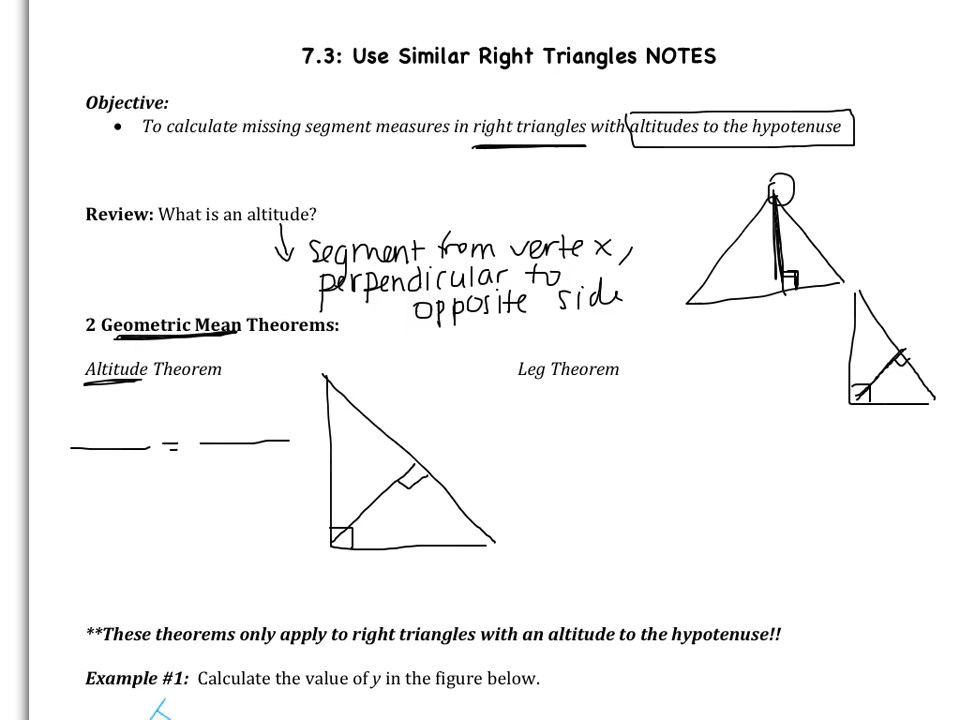 7.3: Use Similar Right Triangles NOTES
Objective:
• To calculate missing segment measures in right triangles with altitudes to the hypotenuse
Review: What is an altitude?
segment from vertex,
perpendicular to
opposite side
2 Geometric Mean Theorems:
Altitude Theorem Leg Theorem
=
**These theorems only apply to right triangles with an altitude to the hypotenuse!!
Example #1: Calculate the value of y in the figure below.